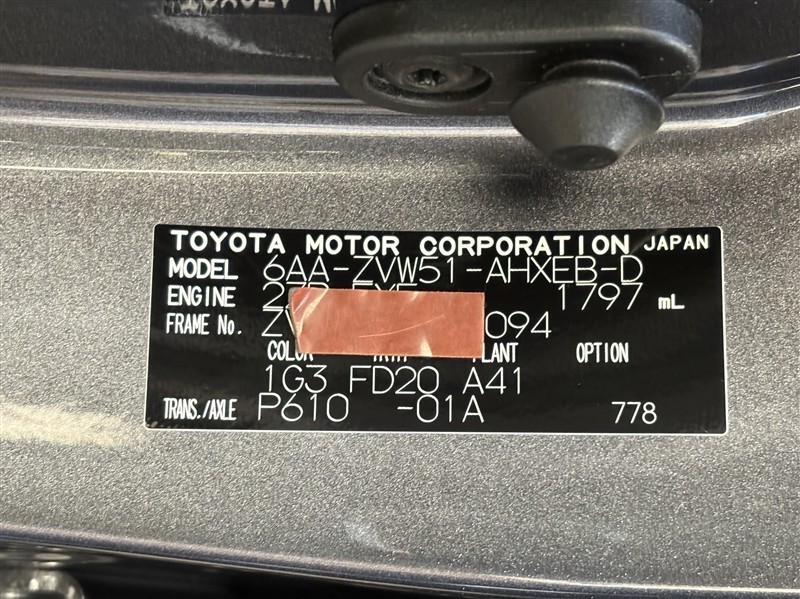 TOYOTA MOTOR CORPORATION JAPAN
MODEL 6AA-ZVW51-AHXEB-D
ENGINE 1797 mL
FRAME No. 094
COLOR PLANT OPTION
1G3 FD20 A41
TRANS./AXLE P610 -01A 778